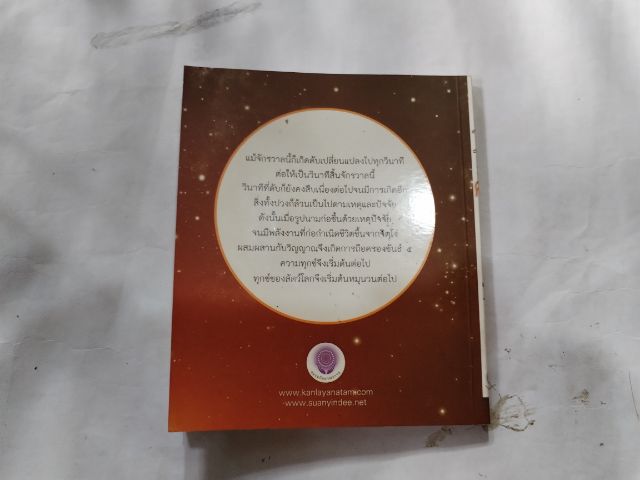 แม้จักรวาลนี้ก็เกิดดับเปลี่ยนแปลงไปทุกวินาที
ต่อให้เป็นวินาทีสิ้นจักรวาลนี้
วินาทีที่ดับก็ยังคงสืบเนื่องต่อไปจนมีการเกิดอีก
สิ่งทั้งปวงก็ล้วนเป็นไปตามเหตุและปัจจัย
ดังนั้นเมื่อรูปนามก่อขึ้นด้วยเหตุปัจจัย
จนมีพลังงานที่ก่อกำเนิดชีวิตขึ้นจากจิตุโง่
ผสมผสานกับวิญญาณจึงเกิดการถือครองขันธ์ ๕
ความทุกข์จึงเริ่มต้นต่อไป
ทุกข์ของสัตว์โลกจึงเริ่มต้นหมุนวนต่อไป
www.kanlayanatam.com
www.suanyindee.net